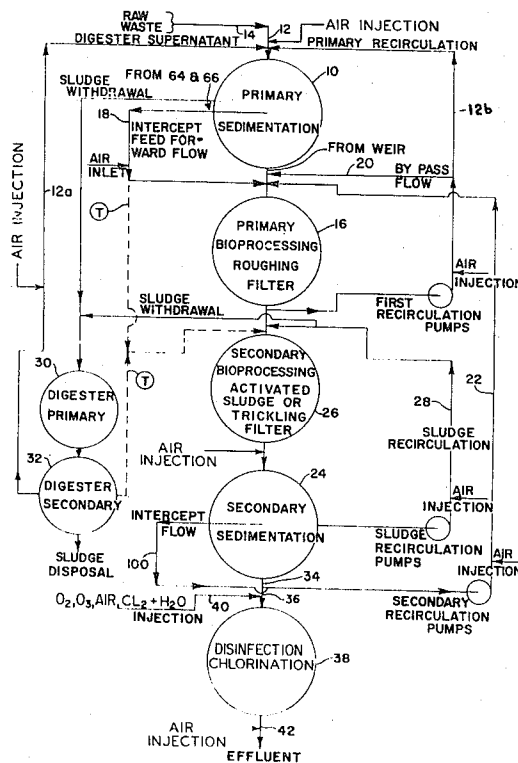 RAW
WASTE
14
12
AIR INJECTION
DIGESTER SUPERNATANT
PRIMARY RECIRCULATION
SLUDGE
WITHDRAWAL
FROM 64 & 66
10
PRIMARY
SEDIMENTATION
12b
18
INTERCEPT
FEED FOR-
WARD FLOW
FROM WEIR
20
BY PASS
FLOW
AIR
INLET
AIR INJECTION
12a
T
16
PRIMARY
BIOPROCESSING
ROUGHING
FILTER
AIR
INJECTION
FIRST
RECIRCULATION
PUMPS
SLUDGE
WITHDRAWAL
30
DIGESTER
PRIMARY
T
SECONDARY
BIOPROCESSING
ACTIVATED
SLUDGE OR
TRICKLING
FILTER
26
28
22
SLUDGE
RECIRCULATION
32
DIGESTER
SECONDARY
AIR
INJECTION
24
AIR
INJECTION
SLUDGE
DISPOSAL
INTERCEPT
FLOW
SECONDARY
SEDIMENTATION
SLUDGE
RECIRCULATION
PUMPS
AIR
INJECTION
100
34
36
SECONDARY
RECIRCULATION
PUMPS
O2,O3,AIR,CL2+H2O
INJECTION
40
DISINFECTION
CHLORINATION
38
AIR
INJECTION
42
EFFLUENT